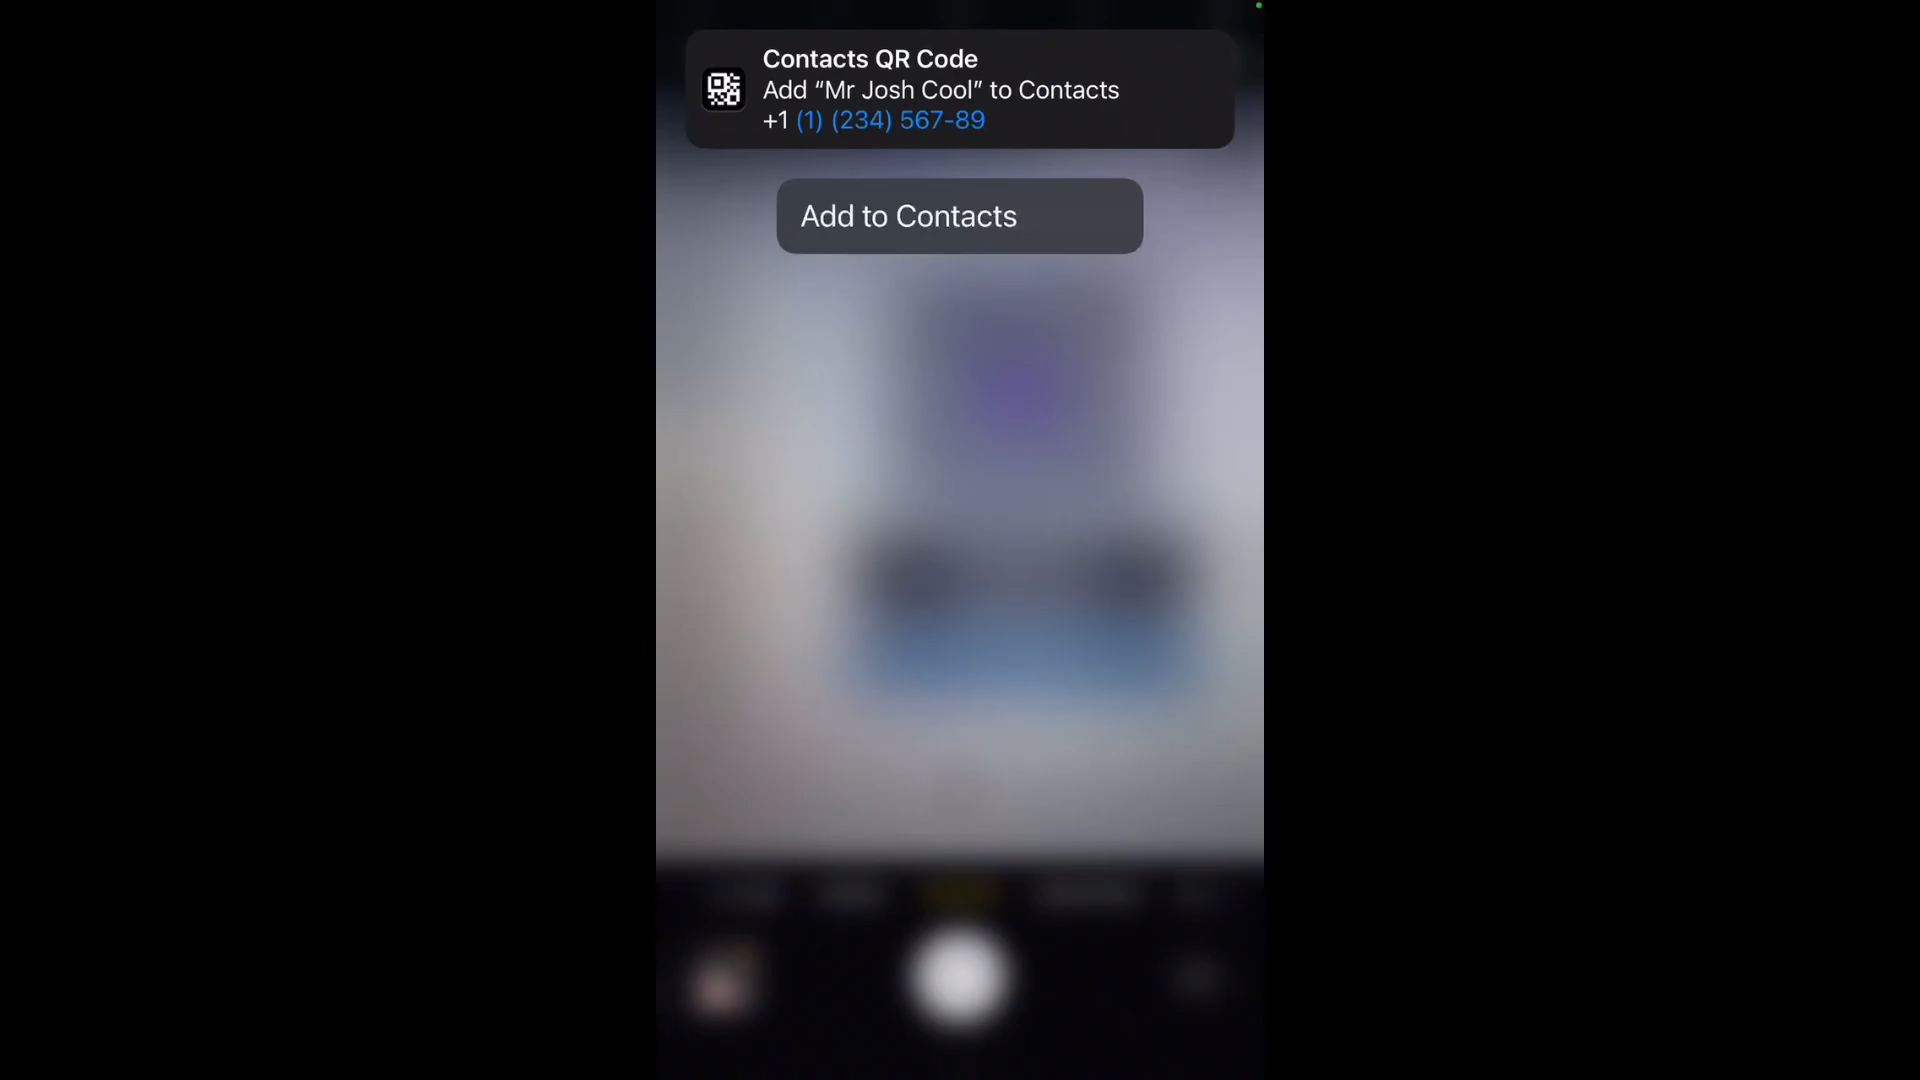 Contacts QR Code
Add “Mr Josh Cool” to Contacts
+1 (1) (234) 567-89
Add to Contacts